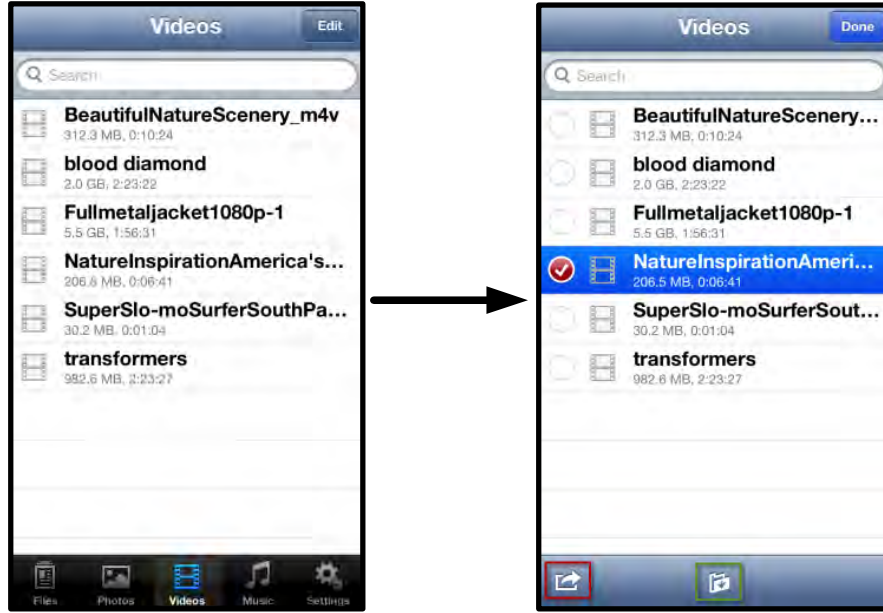 Videos
Edit
Search
BeautifulNatureScenery_m4v
312.3 MB, 0:10:24
blood diamond
2.0 GB, 2:23:22
Fullmetaljacket1080p-1
5.5 GB, 1:56:31
NatureInspirationAmerica's...
206.5 MB, 0:06:41
SuperSlo-moSurferSouthPa...
30.2 MB, 0:01:04
transformers
982.6 MB, 2:23:27
Files
Photos
Videos
Music
Settings
Videos
Done
Search
BeautifulNatureScenery...
312.3 MB, 0:10:24
blood diamond
2.0 GB, 2:23:22
Fullmetaljacket1080p-1
5.5 GB, 1:56:31
NatureInspirationAmeri...
206.5 MB, 0:06:41
SuperSlo-moSurferSout...
30.2 MB, 0:01:04
transformers
982.6 MB, 2:23:27